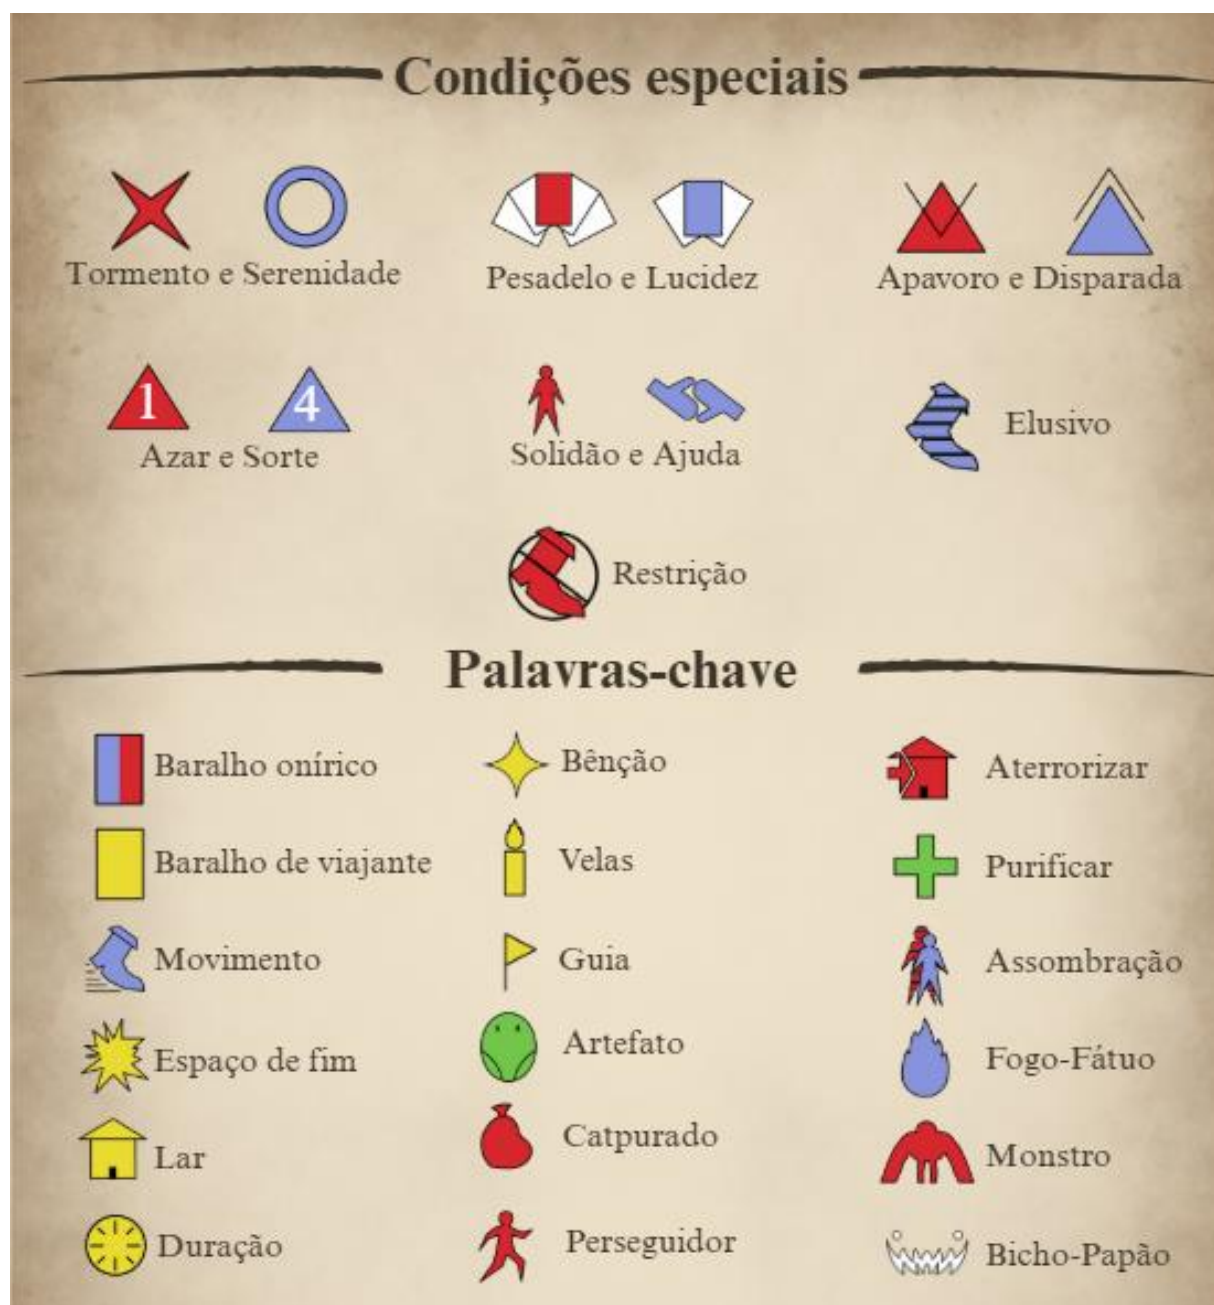 Condições especiais
Tormento e Serenidade
Pesadelo e Lucidez
Apavoro e Disparada
1
4
Azar e Sorte
Solidão e Ajuda
Elusivo
Restrição
Palavras-chave
Baralho onírico
Bênção
Aterrorizar
Baralho de viajante
Velas
Purificar
Movimento
Guia
Assombração
Espaço de fim
Artefato
Fogo-Fátuo
Lar
Catpurado
Monstro
Duração
Perseguidor
Bicho-Papão